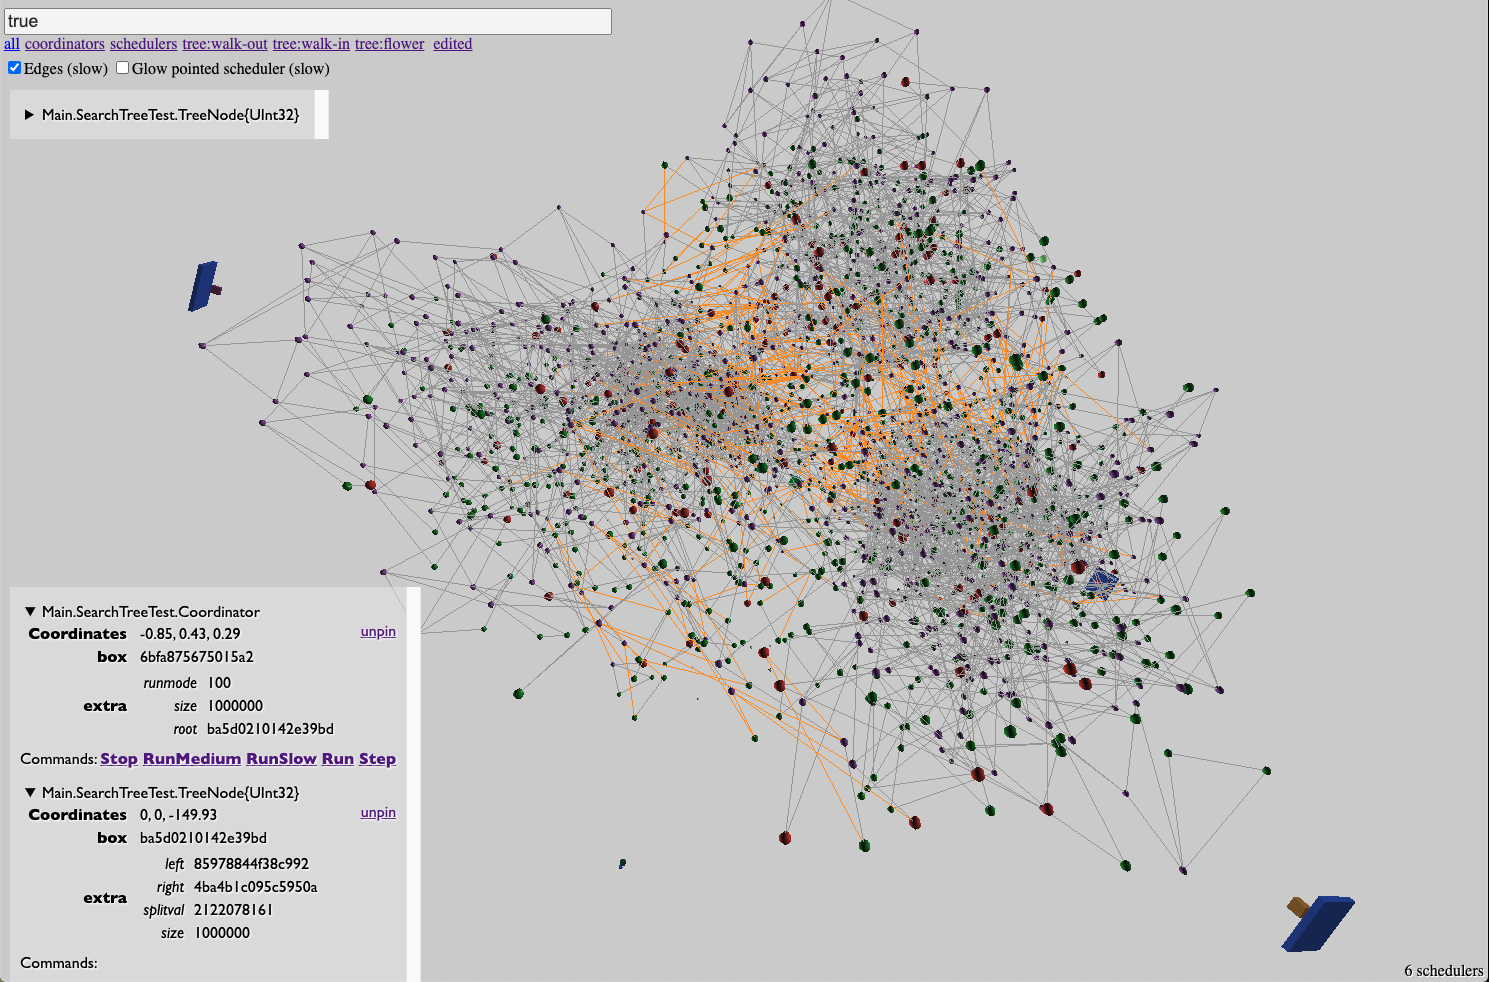 true
all coordinators schedulers tree:walk-out tree:walk-in tree:flower edited
Edges (slow) Glow pointed scheduler (slow)
Main.SearchTreeTest.TreeNode{UInt32}
Main.SearchTreeTest.Coordinator
Coordinates -0.85, 0.43, 0.29 unpin
box 6bfa875675015a2
runmode 100
extra size 1000000
root ba5d0210142e39bd
Commands: Stop RunMedium RunSlow Run Step
Main.SearchTreeTest.TreeNode{UInt32}
Coordinates 0, 0, -149.93 unpin
box ba5d0210142e39bd
left 85978844f38c992
right 4ba4b1c095c5950a
extra
splitval 2122078161
size 1000000
Commands:
6 schedulers